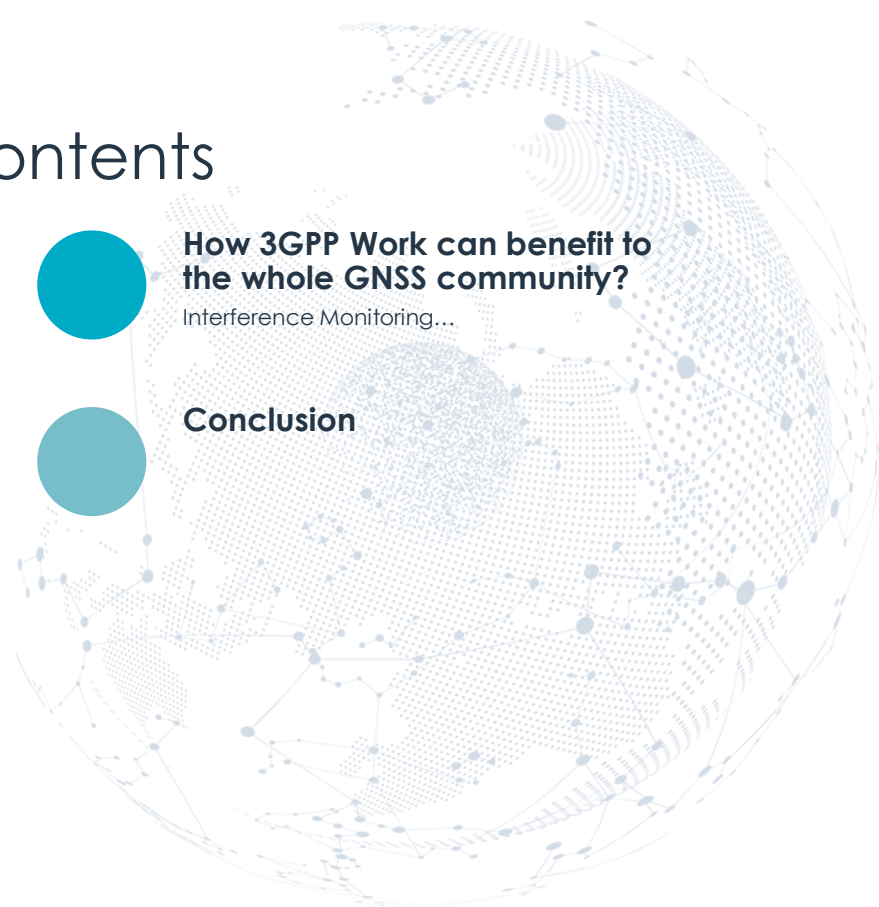 ontents
How 3GPP Work can benefit to
the whole GNSS community?
Interference Monitoring…
Conclusion